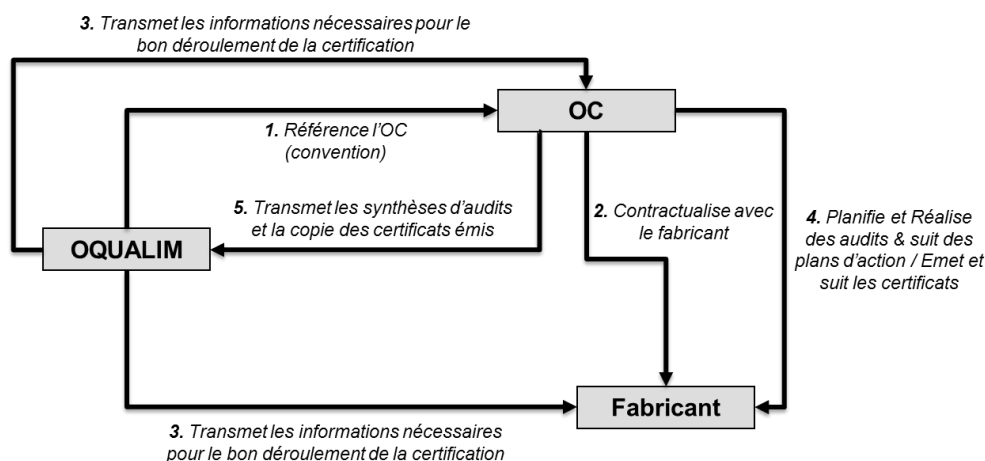 3. Transmet les informations nécessaires pour le
bon déroulement de la certification
OC
1. Référence l'OC
(convention)
5. Transmet les synthèses d'audits
et la copie des certificats émis
2. Contractualise avec
le fabricant
4. Planifie et Réalise
des audits & suit des
plans d'action / Emet et
suit les certificats
OQUALIM
Fabricant
3. Transmet les informations nécessaires
pour le bon déroulement de la certification